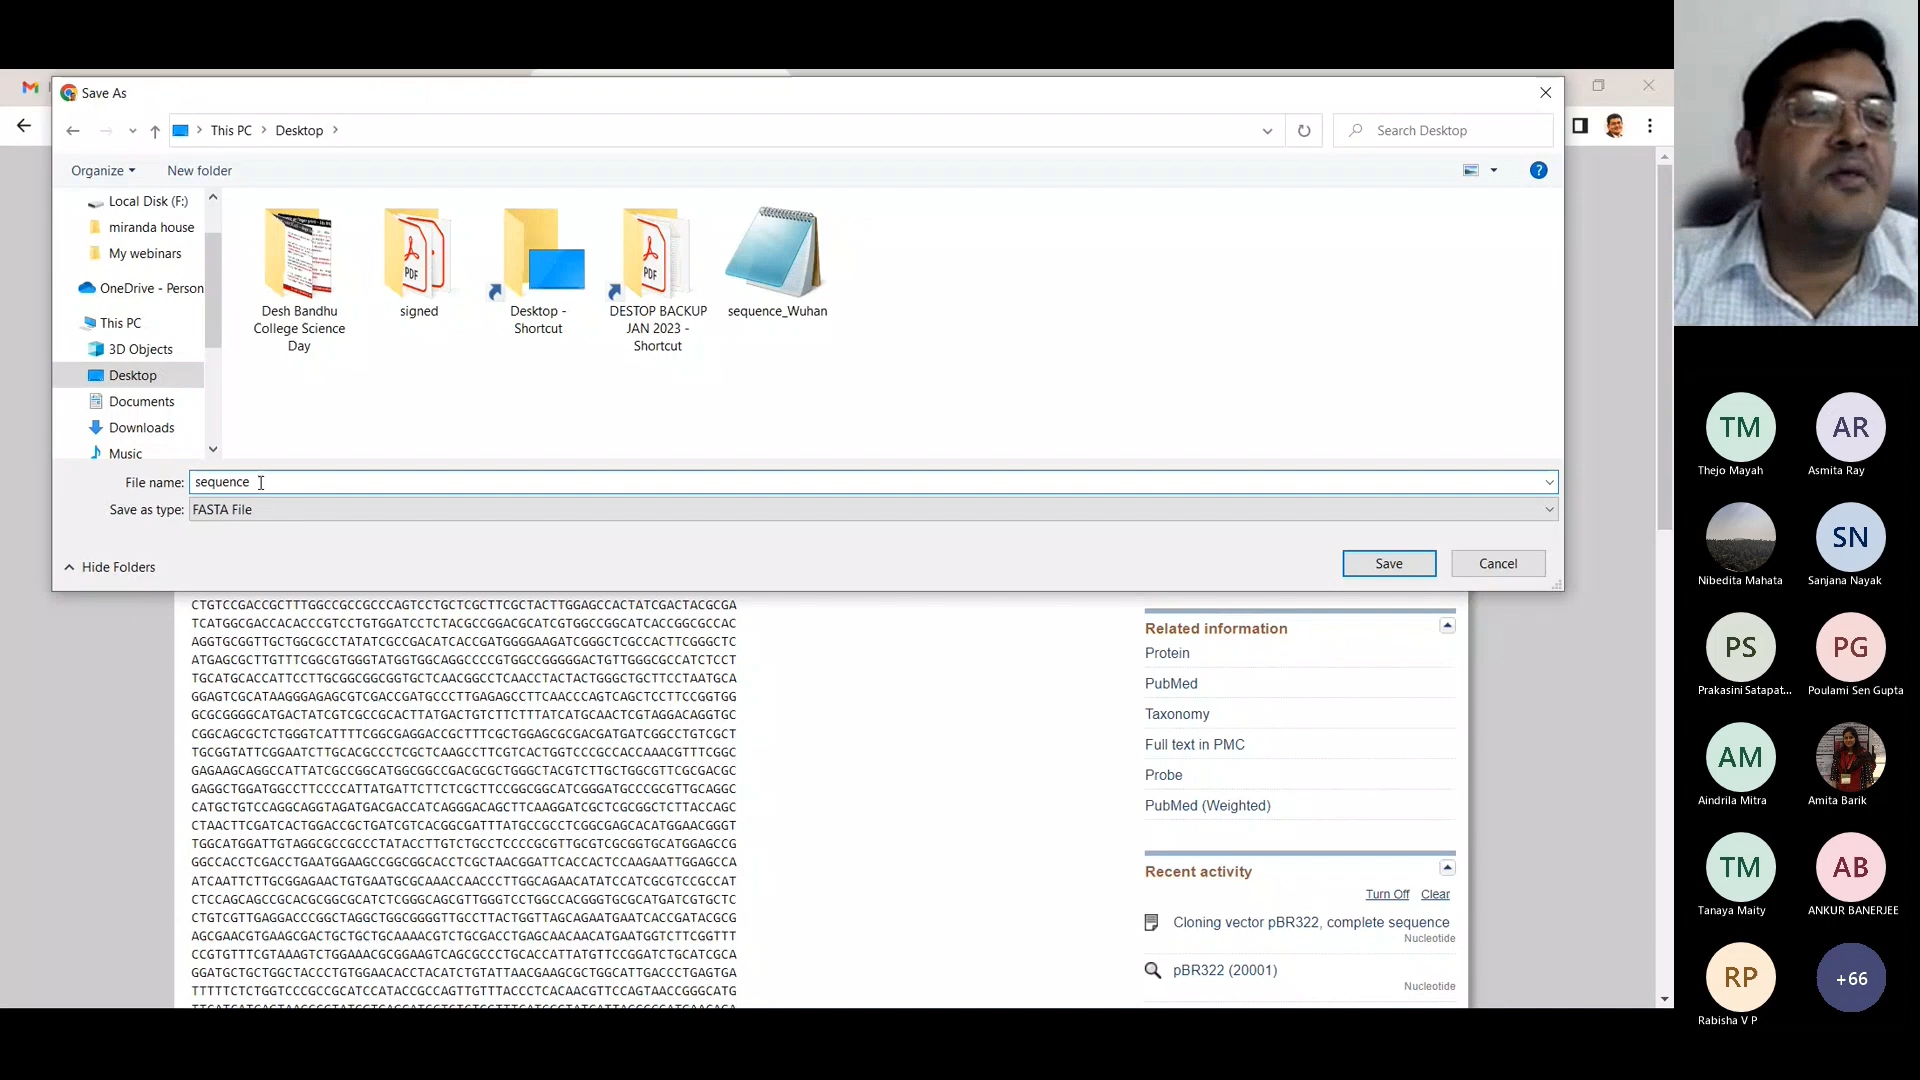 Save As
This PC
Desktop
Search Desktop
Organize
New folder
Local Disk (F:)
miranda house
My webinars
OneDrive - Person
This PC
3D Objects
Desktop
Documents
Downloads
Music
PDF
PDF
Desh Bandhu
College Science
Day
signed
Desktop -
Shortcut
DESTOP BACKUP
JAN 2023 -
Shortcut
sequence_Wuhan
File name:
sequence
Save as type:
FASTA File
Hide Folders
Save
Cancel
CTGTCCGACCGCTTTGGCCGCCGCCCAGTCCTGCTCGCTTCGCTACTTGGAGCCACTATCGACTACGCGA
TCATGGCGACCACACCCGTCCTGTGGATCCTCTACGCCGGACGCATCGTGGCCGGCATCACCGGCGCCAC
AGGTGCGGTTGCTGGCGCCTATATCGCCGACATCACCGATGGGGAAGATCGGGCTCGCCACTTCGGGCTC
ATGAGCGCTTGTTTCGGCGTGGGTATGGTGGCAGGCCCCGTGGCCGGGGGACTGTTGGGCGCCATCTCCT
TGCATGCACCATTCCTTGCGGCGGCGGTGCTCAACGGCCTCAACCTACTACTGGGCTGCTTCCTAATGCA
GGAGTCGCATAAGGGAGAGCGTCGACCGATGCCCTTGAGAGCCTTCAACCCAGTCAGCTCCTTCCGGTGG
GCGCGGGGCATGACTATCGTCGCCGCACTTATGACTGTCTTCTTTATCATGCAACTCGTAGGACAGGTGC
CGGCAGCGCTCTGGGTCATTTTCGGCGAGGACCGCTTTCGCTGGAGCGCGACGATGATCGGCCTGTCGCT
TGCGGTATTCGGAATCTTGCACGCCCTCGCTCAAGCCTTCGTCACTGGTCCCGCCACCAAACGTTTCGGC
GAGAAGCAGGCCATTATCGCCGGCATGGCGGCCGACGCGCTGGGCTACGTCTTGCTGGCGTTCGCGACGC
GAGGCTGGATGGCCTTCCCCATTATGATTCTTCTCGCTTCCGGCGGCATCGGGATGCCCGCGTTGCAGGC
CATGCTGTCCAGGCAGGTAGATGACGACCATCAGGGACAGCTTCAAGGATCGCTCGCGGCTCTTACCAGC
CTAACTTCGATCACTGGACCGCTGATCGTCACGGCGATTTATGCCGCCTCGGCGAGCACATGGAACGGGT
TGGCATGGATTGTAGGCGCCGCCCTATACCTTGTCTGCCTCCCCGCGTTGCGTCGCGGTGCATGGAGCCG
GGCCACCTCGACCTGAATGGAAGCCGGCGGCACCTCGCTAACGGATTCACCACTCCAAGAATTGGAGCCA
ATCAATTCTTGCGGAGAACTGTGAATGCGCAAACCAACCCTTGGCAGAACATATCCATCGCGTCCGCCAT
CTCCAGCAGCCGCACGCGGCGCATCTCGGGCAGCGTTGGGTCCTGGCCACGGGTGCGCATGATCGTGCTC
CTGTCGTTGAGGACCCGGCTAGGCTGGCGGGGTTGCCTTACTGGTTAGCAGAATGAATCACCGATACGCG
AGCGAACGTGAAGCGACTGCTGCTGCAAAACGTCTGCGACCTGAGCAACAACATGAATGGTCTTCGGTTT
CCGTGTTTCGTAAAGTCTGGAAACGCGGAAGTCAGCGCCCTGCACCATTATGTTCCGGATCTGCATCGCA
GGATGCTGCTGGCTACCCTGTGGAACACCTACATCTGTATTAACGAAGCGCTGGCATTGACCCTGAGTGA
TTTTTCTCTGGTCCCGCCGCATCCATACCGCCAGTTGTTTACCCTCACAACGTTCCAGTAACCGGGCATG
Related information
Protein
PubMed
Taxonomy
Full text in PMC
Probe
PubMed (Weighted)
Recent activity
Turn Off Clear
Cloning vector pBR322, complete sequence
Nucleotide
pBR322 (20001)
Nucleotide
TM
Thejo Mayah
AR
Asmita Ray
Nibedita Mahata
SN
Sanjana Nayak
PS
Prakasini Satapat...
PG
Poulami Sen Gupta
AM
Aindrila Mitra
Amita Barik
TM
Tanaya Maity
AB
ANKUR BANERJEE
RP
Rabisha V P
+66